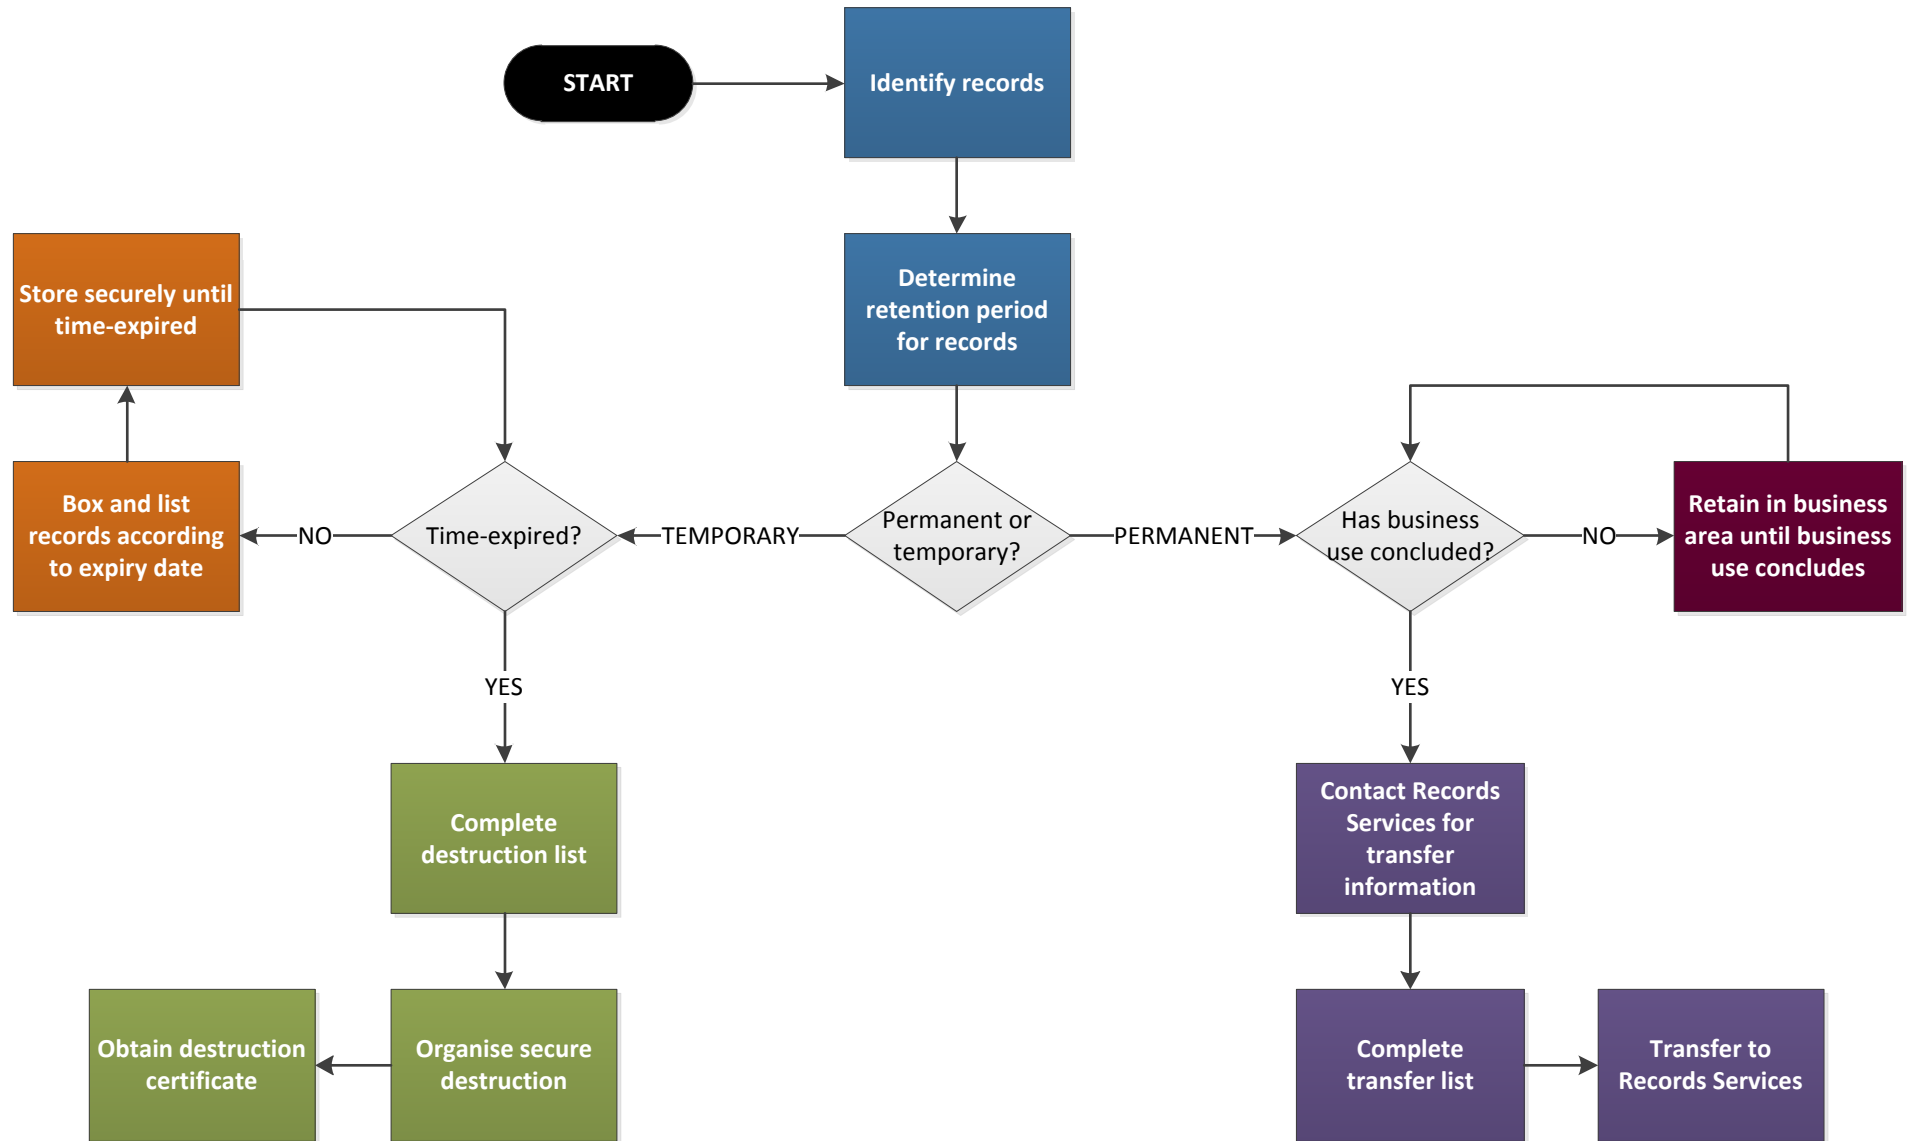 START
Identify records
Store securely until
time-expired
Determine
retention period
for records
Box and list
records according
to expiry date
NO
Time-expired?
TEMPORARY
Permanent or
temporary?
PERMANENT
Has business
use concluded?
NO
Retain in business
area until business
use concludes
YES
YES
Complete
destruction list
Contact Records
Services for
transfer
information
Obtain destruction
certificate
Organise secure
destruction
Complete
transfer list
Transfer to
Records Services